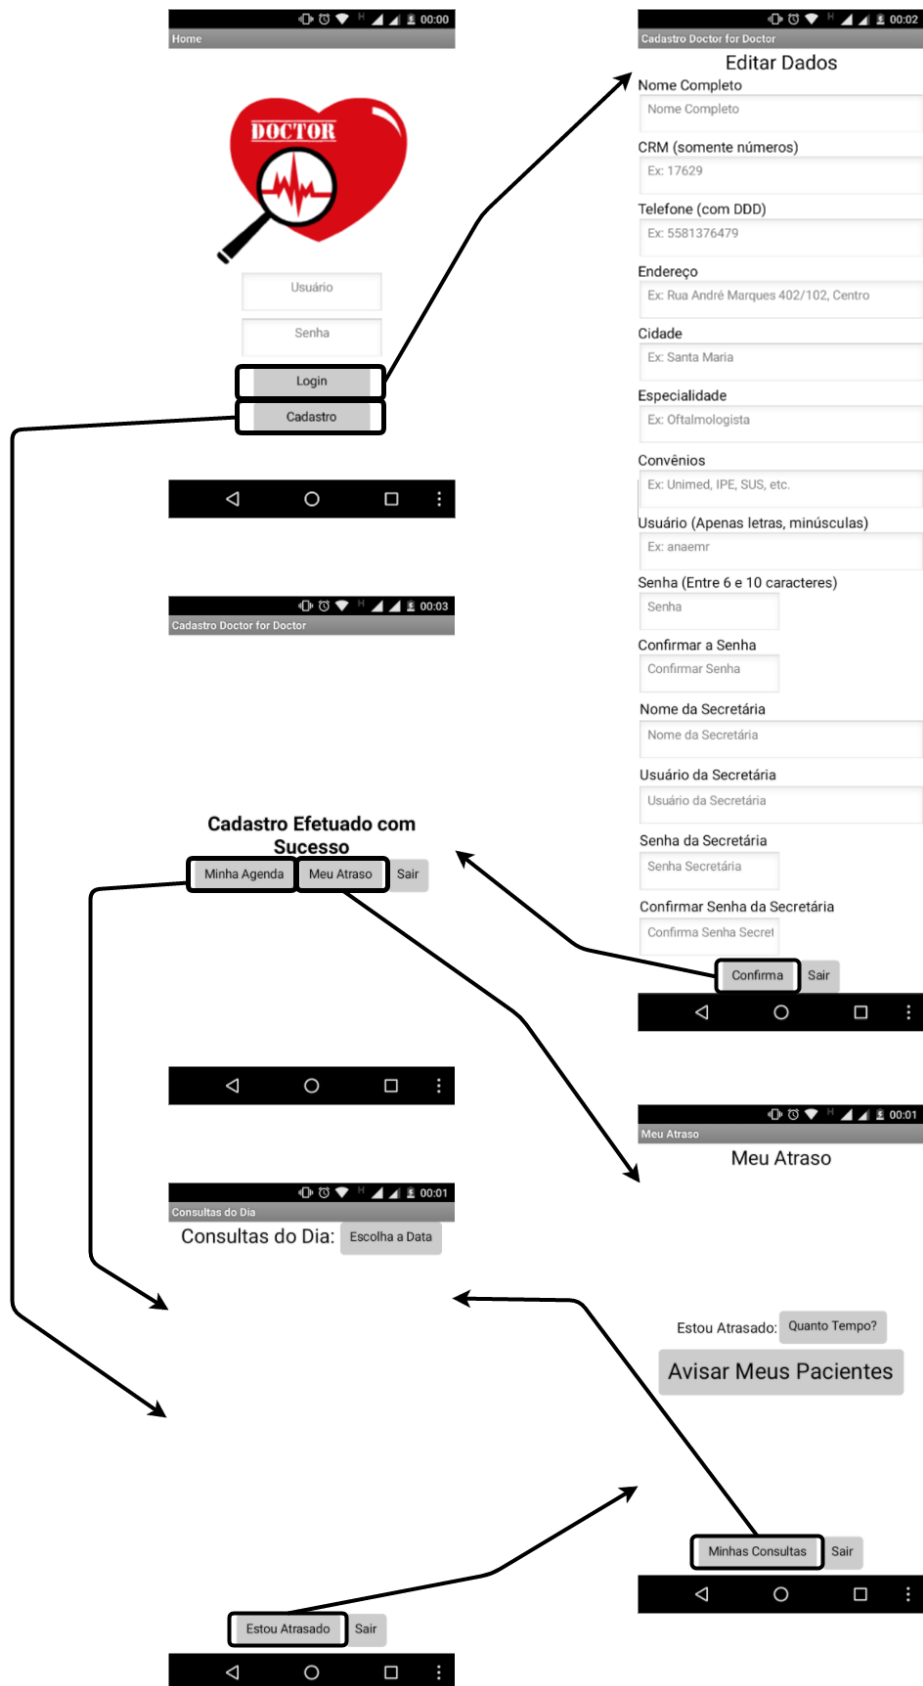 H 00:00
Home
DOCTOR
Usuário
Senha
Login
Cadastro
H 00:02
Cadastro Doctor for Doctor
Editar Dados
Nome Completo
Nome Completo
CRM (somente números)
Ex: 17629
Telefone (com DDD)
Ex: 5581376479
Endereço
Ex: Rua André Marques 402/102, Centro
Cidade
Ex: Santa Maria
Especialidade
Ex: Oftalmologista
Convênios
Ex: Unimed, IPE, SUS, etc.
Usuário (Apenas letras, minúsculas)
Ex: anaemr
Senha (Entre 6 e 10 caracteres)
Senha
Confirmar a Senha
Confirmar Senha
Nome da Secretária
Nome da Secretária
Usuário da Secretária
Usuário da Secretária
Senha da Secretária
Senha Secretária
Confirmar Senha da Secretária
Confirma Senha Secret
Confirma Sair
H 00:03
Cadastro Doctor for Doctor
Cadastro Efetuado com
Sucesso
Minha Agenda Meu Atraso Sair
H 00:01
Meu Atraso
Meu Atraso
Estou Atrasado: Quanto Tempo?
Avisar Meus Pacientes
Minhas Consultas Sair
H 00:01
Consultas do Dia
Consultas do Dia: Escolha a Data
Estou Atrasado Sair